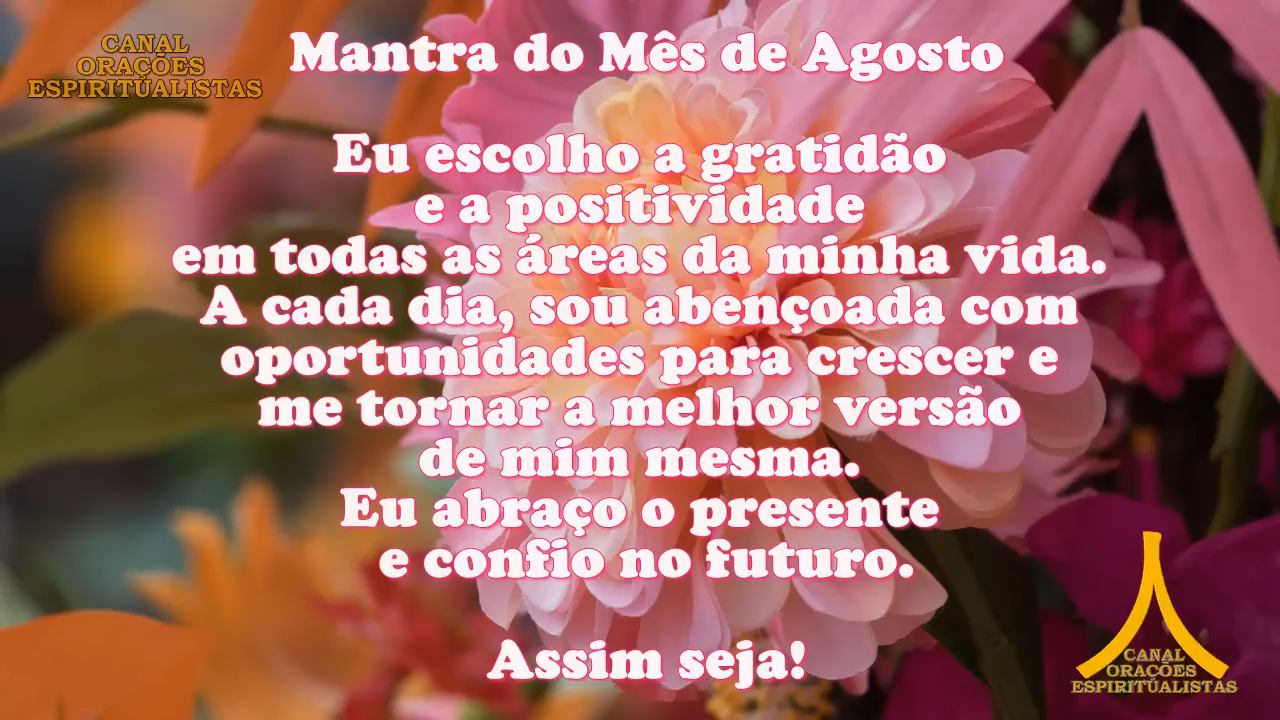 CANAL
ORAÇÕES
ESPIRITUALISTAS
Mantra do Mês de Agosto
Eu escolho a gratidão
e a positividade
em todas as áreas da minha vida.
A cada dia, sou abençoada com
oportunidades para crescer e
me tornar a melhor versão
de mim mesma.
Eu abraço o presente
e confio no futuro.
Assim seja!
CANAL
ORAÇÕES
ESPIRITUALISTAS